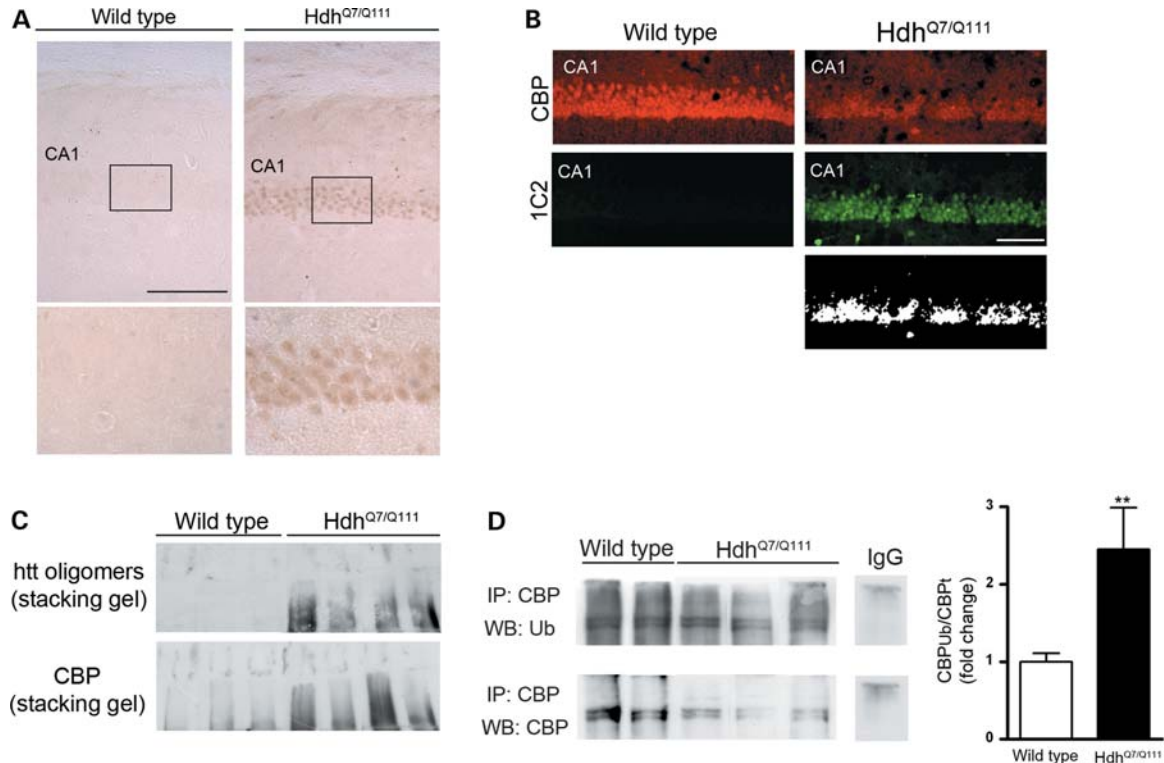 A
Wild type
Hdh^Q7/Q111
CA1
B
Wild type
Hdh^Q7/Q111
CBP
CA1
CA1
1C2
CA1
CA1
C
Wild type
Hdh^Q7/Q111
htt oligomers
(stacking gel)
CBP
(stacking gel)
D
Wild type
Hdh^Q7/Q111
IgG
IP: CBP
WB: Ub
IP: CBP
WB: CBP
CBPUb/CBPt
(fold change)
3
2
1
0
**
Wild type
Hdh^Q7/Q111